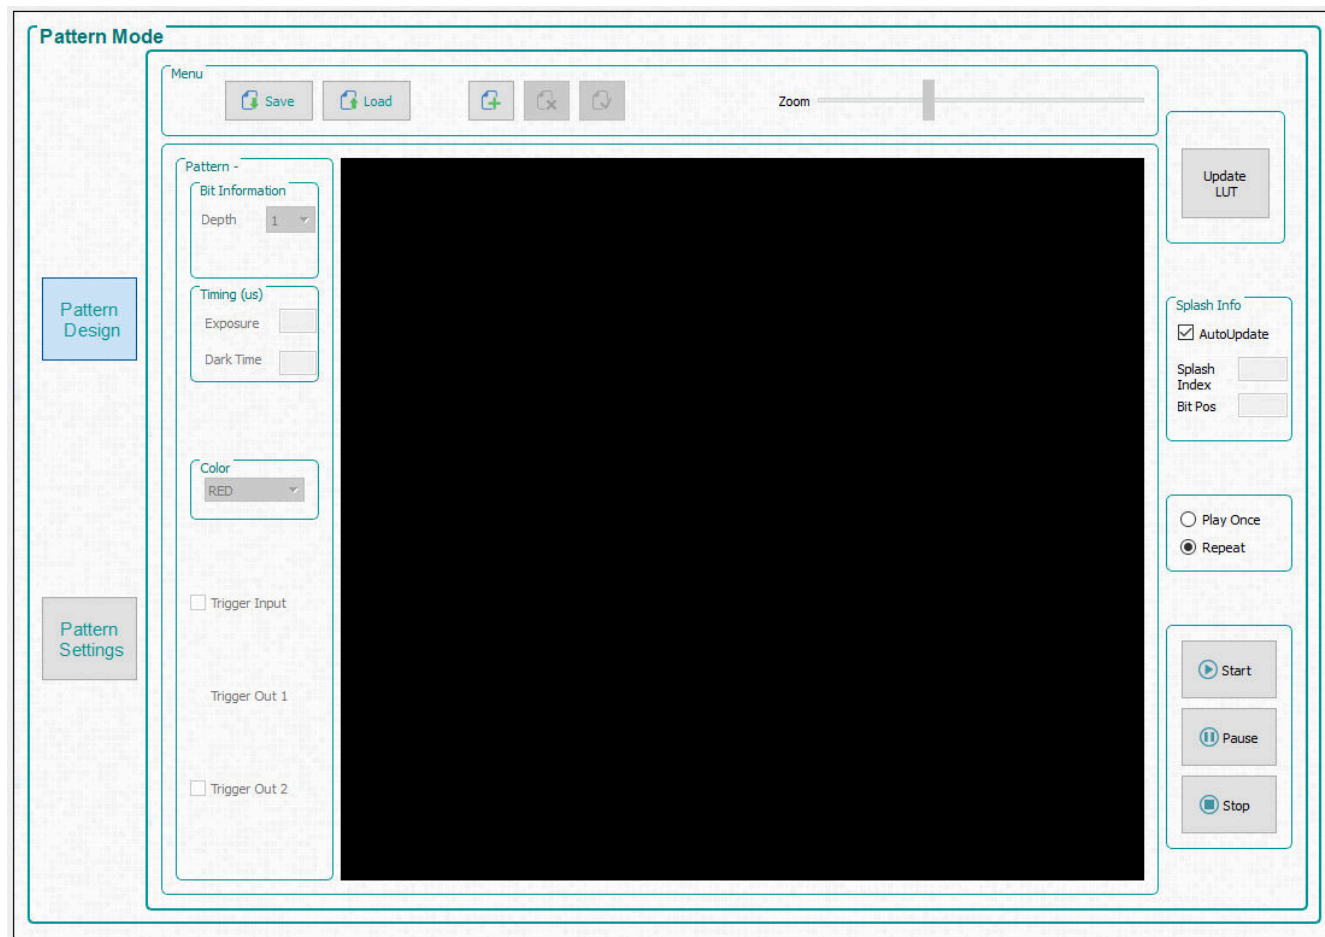 Pattern Mode
Menu
Save
Load
Zoom
Pattern -
Bit Information
Depth 1
Timing (us)
Exposure
Dark Time
Color
RED
Trigger Input
Trigger Out 1
Trigger Out 2
Pattern
Design
Pattern
Settings
Update
LUT
Splash Info
AutoUpdate
Splash
Index
Bit Pos
Play Once
Repeat
Start
Pause
Stop